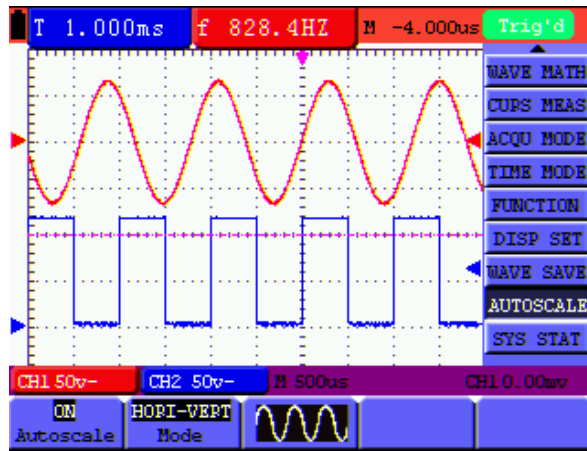 T 1.000ms f 828.4HZ M -4.000us Trig'd
WAVE MATH
CUPS MEAS
ACQU MODE
TIME MODE
FUNCTION
DISP SET
WAVE SAVE
AUTOSCALE
SYS STAT
CH1 50v~ CH2 50v~ M 500us CH1 0.00mv
ON
Autoscale
HORI-VERT
Mode